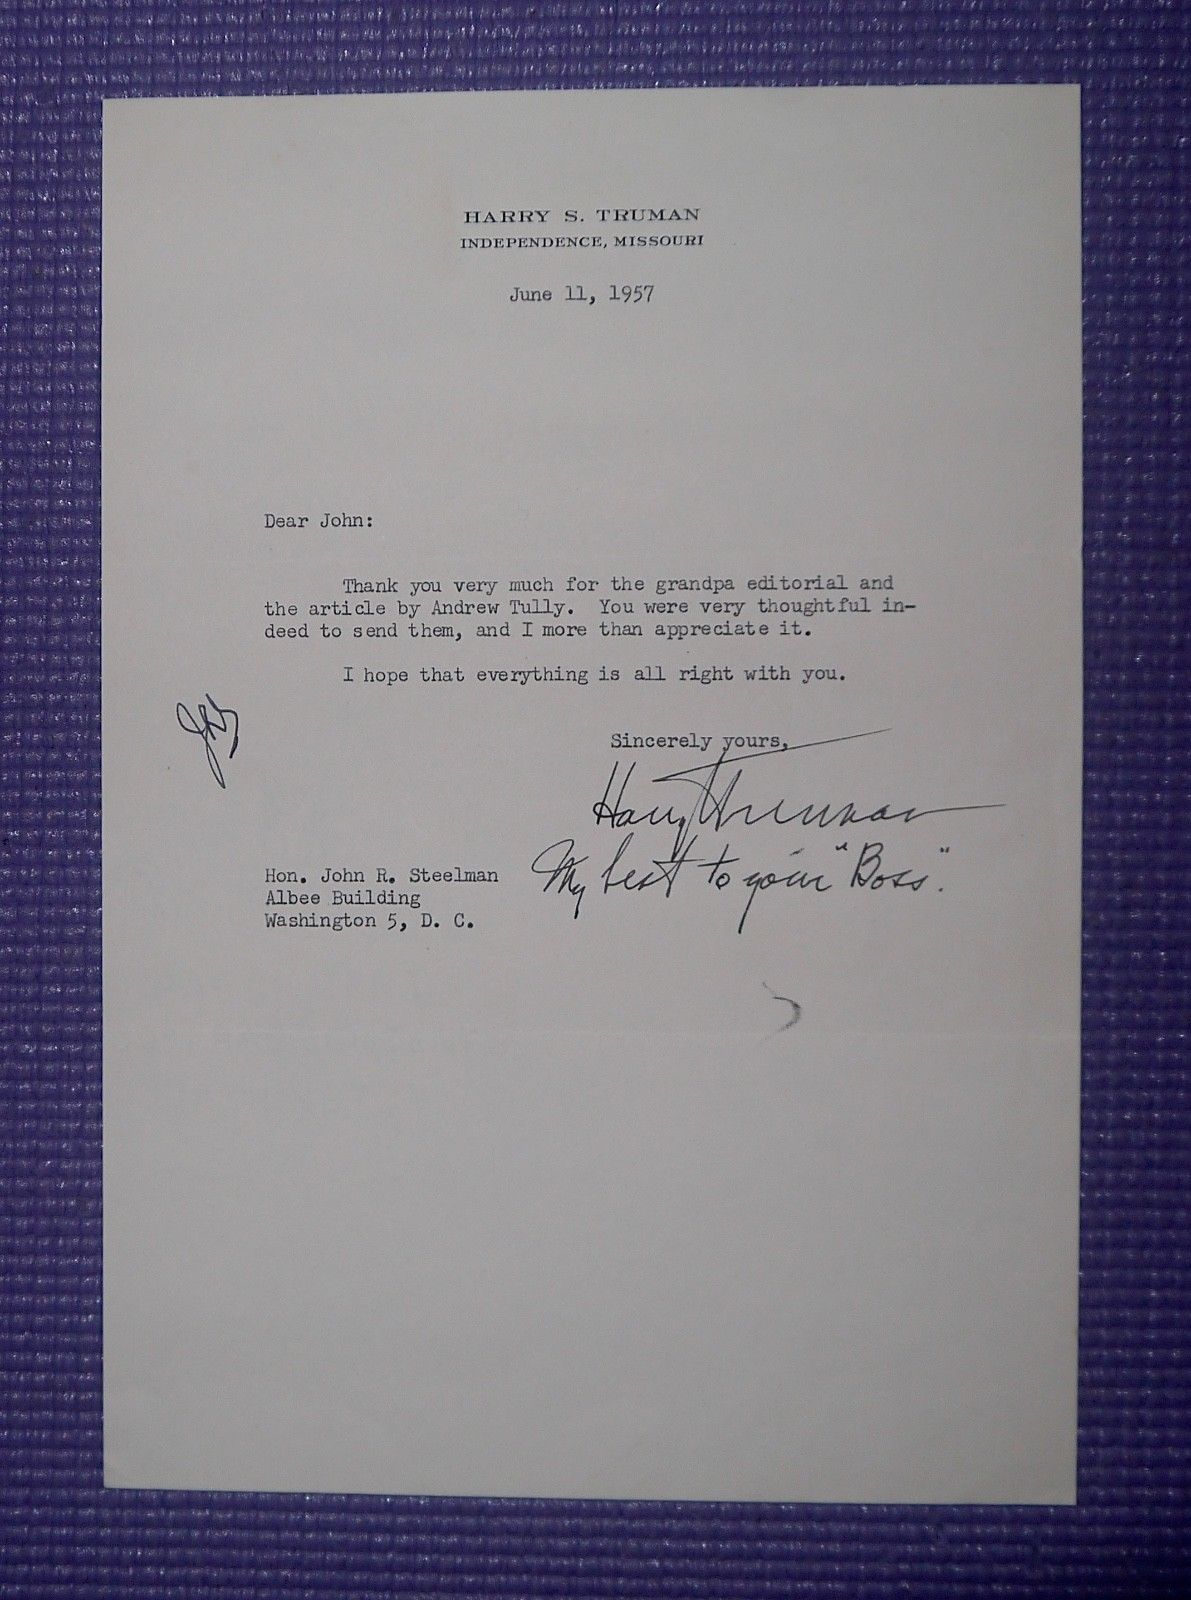 HARRY S. TRUMAN
INDEPENDENCE, MISSOURI
June 11, 1957
Dear John:
Thank you very much for the grandpa editorial and
the article by Andrew Tully. You were very thoughtful in-
deed to send them, and I more than appreciate it.
I hope that everything is all right with you.
Sincerely yours,
Harry Truman
My best to your "Boss".
Hon. John R. Steelman
Albee Building
Washington 5, D. C.